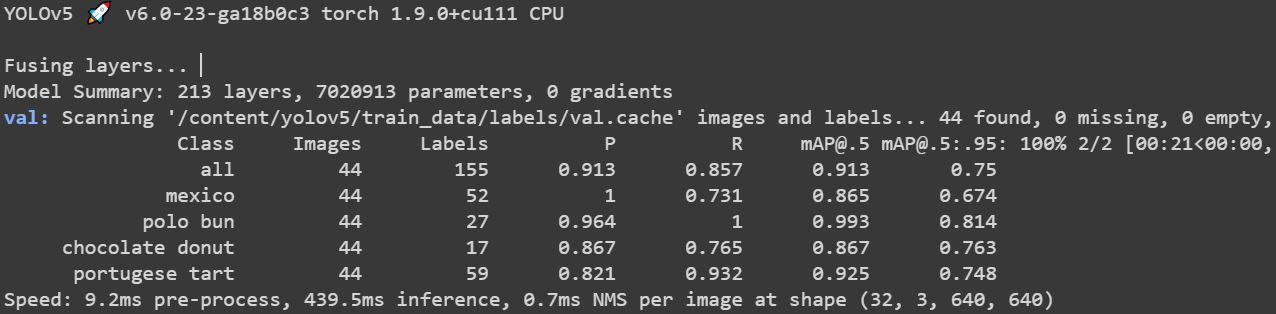 YOLOv5 🚀 v6.0-23-ga18b0c3 torch 1.9.0+cu111 CPU
Fusing layers...
Model Summary: 213 layers, 7020913 parameters, 0 gradients
val: Scanning '/content/yolov5/train_data/labels/val.cache' images and labels... 44 found, 0 missing, 0 empty,
Class Images Labels P R mAP@.5 mAP@.5:.95: 100% 2/2 [00:21<00:00,
all 44 155 0.913 0.857 0.913 0.75
mexico 44 52 1 0.731 0.865 0.674
polo bun 44 27 0.964 1 0.993 0.814
chocolate donut 44 17 0.867 0.765 0.867 0.763
portugese tart 44 59 0.821 0.932 0.925 0.748
Speed: 9.2ms pre-process, 439.5ms inference, 0.7ms NMS per image at shape (32, 3, 640, 640)